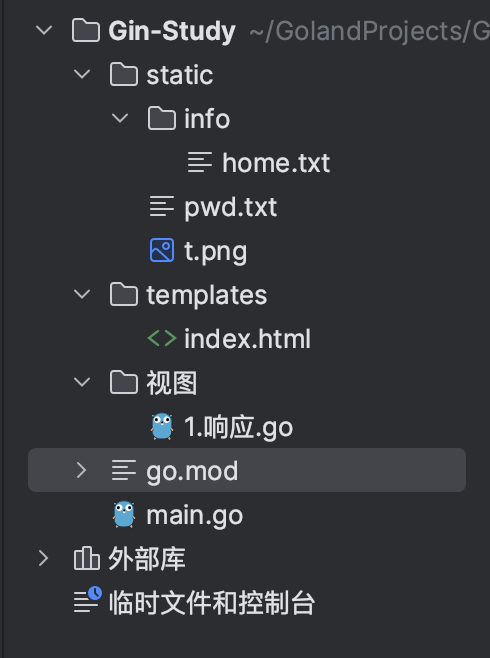 Gin-Study ~/GolandProjects/G
static
info
home.txt
pwd.txt
t.png
templates
index.html
视图
1.响应.go
go.mod
main.go
外部库
临时文件和控制台